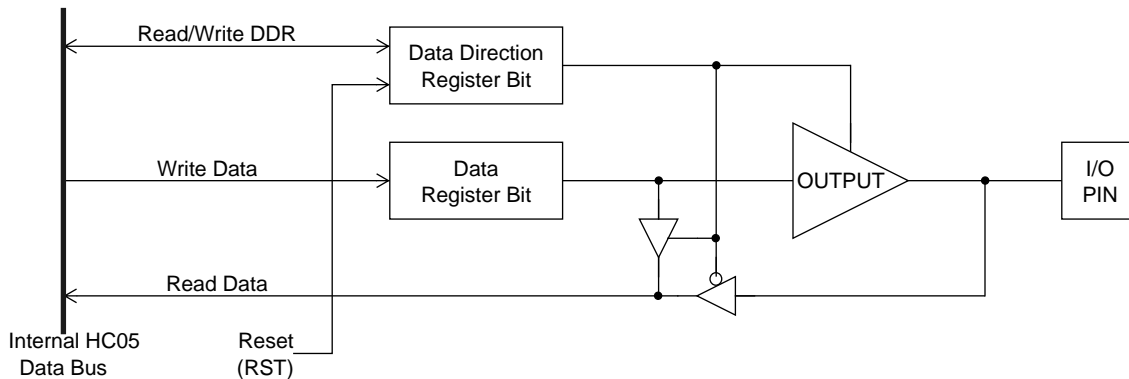 Read/Write DDR
Data Direction
Register Bit
Write Data
Data
Register Bit
OUTPUT
I/O
PIN
Read Data
Internal HC05
Data Bus
Reset
(RST)